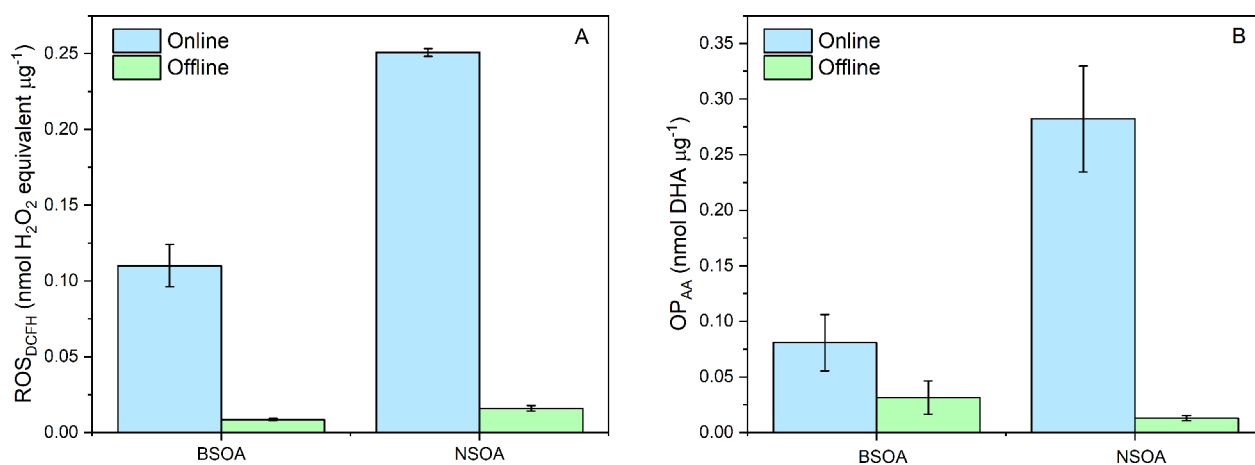 A
Online
Offline
ROS_DCFH (nmol H₂O₂ equivalent μg⁻¹)
0.25
0.20
0.15
0.10
0.05
0.00
BSOA NSOA
B
Online
Offline
OP_AA (nmol DHA μg⁻¹)
0.35
0.30
0.25
0.20
0.15
0.10
0.05
0.00
BSOA NSOA